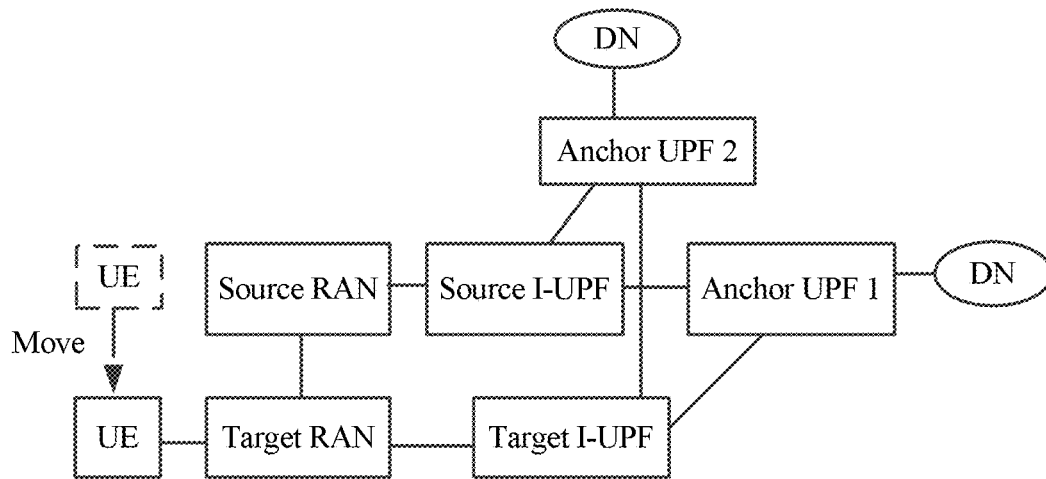 DN
Anchor UPF 2
UE
Source RAN
Source I-UPF
Anchor UPF 1
DN
Move
UE
Target RAN
Target I-UPF